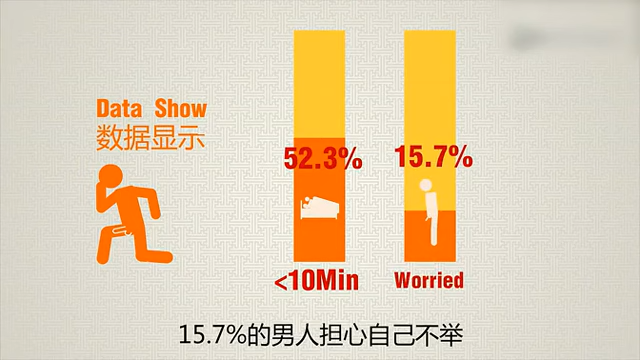 Data Show
数据显示
52.3%
15.7%
<10Min
Worried
15.7%的男人担心自己不举